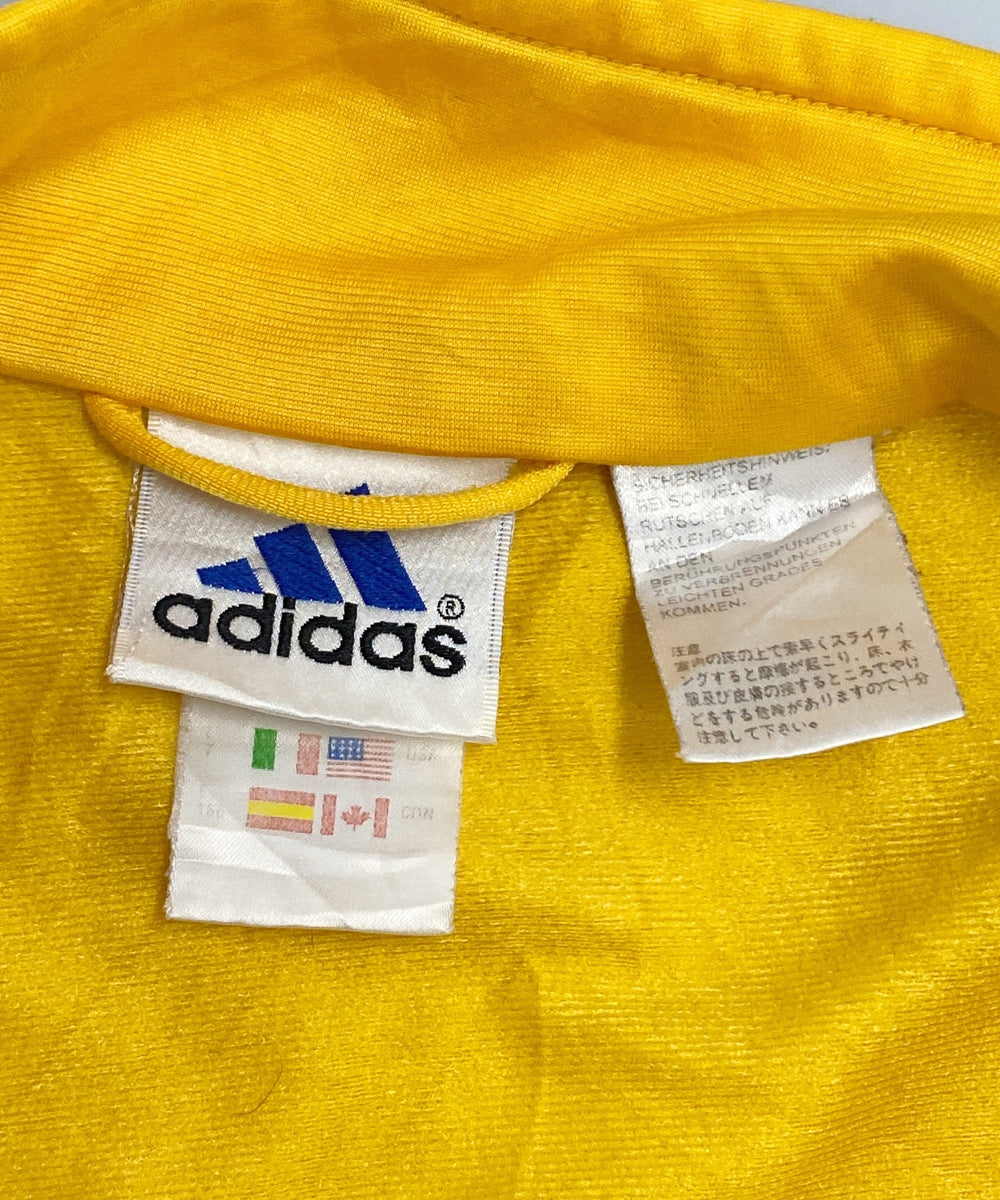 adidas®
USA
CDN
SICHERHEITSHINWEIS:
BEI SCHNELLEM
RUTSCHEN AUF
HALLENBODEN KANN ES
AN DEN
BERÜHRUNGSPUNKTEN
ZU VERBRENNUNGEN
LEICHTEN GRADES
KOMMEN.
注意
室内の床の上で素早くスライディ
ングすると摩擦が起こり、床、衣
服及び皮膚の接するところでやけ
どをする危険がありますので十分
注意して下さい。